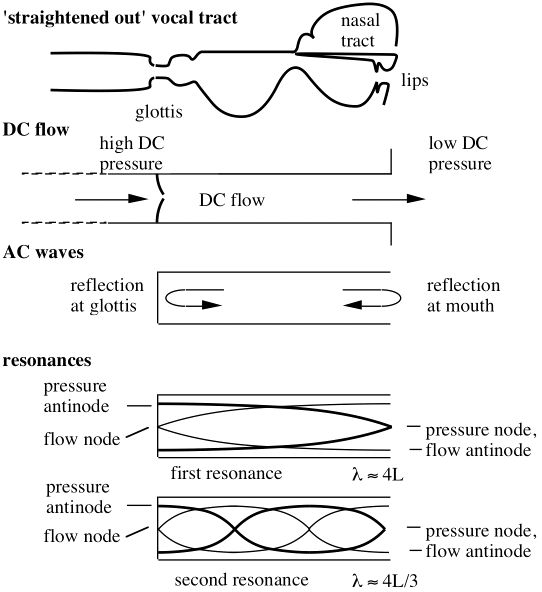 'straightened out' vocal tract
nasal
tract
lips
glottis
DC flow
high DC
pressure
low DC
pressure
DC flow
AC waves
reflection
at glottis
reflection
at mouth
resonances
pressure
antinode
flow node
pressure node,
flow antinode
first resonance
λ ≈ 4L
pressure
antinode
flow node
pressure node,
flow antinode
second resonance
λ ≈ 4L/3